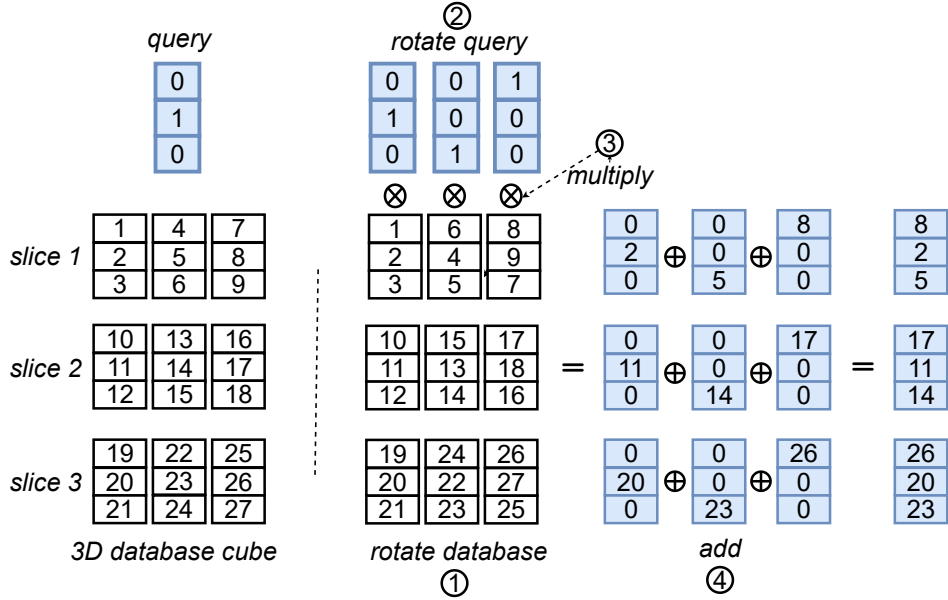 ②
query rotate query
0 0 0 1
1 1 0 0
0 0 1 0
③
multiply
⊗ ⊗ ⊗
slice 1
1 4 7 1 6 8 0 0 8 8
2 5 8 2 4 9 2 ⊕ 0 ⊕ 0 2
3 6 9 3 5 7 0 5 0 5
slice 2
10 13 16 10 15 17 0 0 17 17
11 14 17 11 13 18 = 11 ⊕ 0 ⊕ 0 = 11
12 15 18 12 14 16 0 14 0 14
slice 3
19 22 25 19 24 26 0 0 26 26
20 23 26 20 22 27 20 ⊕ 0 ⊕ 0 20
21 24 27 21 23 25 0 23 0 23
3D database cube rotate database add
① ④